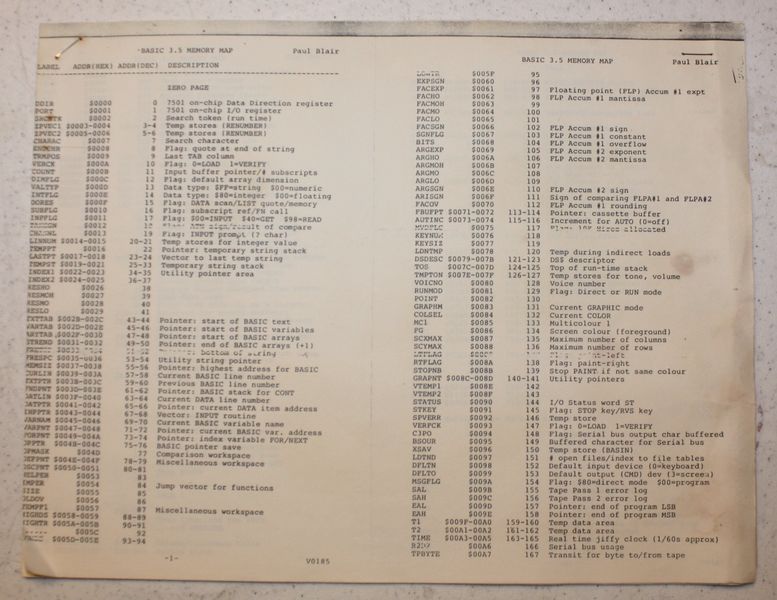 BASIC 3.5 MEMORY MAP Paul Blair
LABEL ADDR(HEX) ADDR(DEC) DESCRIPTION
ZERO PAGE
DDIR $0000 0 7501 on-chip Data Direction register
PORT $0001 1 7501 on-chip I/O register
SRCHTK $0002 2 Search token (run time)
ZPVEC1 $0003-0004 3-4 Temp stores (RENUMBER)
ZPVEC2 $0005-0006 5-6 Temp stores (RENUMBER)
CHARAC $0007 7 Search character
ENDCHR $0008 8 Flag: quote at end of string
TRMPOS $0009 9 Last TAB column
VERCK $000A 10 Flag: 0=LOAD 1=VERIFY
COUNT $000B 11 Input buffer pointer/# subscripts
DIMFLG $000C 12 Flag: default array dimension
VALTYP $000D 13 Data type: $FF=string $00=numeric
INTFLG $000E 14 Data type: $80=integer $00=floating
DORES $000F 15 Flag: DATA scan/LIST quote/memory
SUBFLG $0010 16 Flag: subscript ref/FN call
INPFLG $0011 17 Flag: $00=INPUT $40=GET $98=READ
$0012 18 Flag: of compare
CHANNL $0013 19 Flag: INPUT prompt (? char)
LINNUM $0014-0015 20-21 Temp stores for integer value
TEMPPT $0016 22 Pointer: temporary string stack
LASTPT $0017-0018 23-24 Vector to last temp string
TEMPST $0019-0021 25-33 Temporary string stack
INDEX1 $0022-0023 34-35 Utility pointer area
INDEX2 $0024-0025 36-37
RESHO $0026 38
RESMOH $0027 39
RESMO $0028 40
RESLO $0029 41
TXTTAB $002B-002C 43-44 Pointer: start of BASIC text
VARTAB $002D-002E 45-46 Pointer: start of BASIC variables
ARYTAB $002F-0030 47-48 Pointer: start of BASIC arrays
STREND $0031-0032 49-50 Pointer: end of BASIC arrays (+1)
51-52 bottom of string
FRESPC $0035-0036 53-54 Utility string pointer
MEMSIZ $0037-0038 55-56 Pointer: highest address for BASIC
CURLIN $0039-003A 57-58 Current BASIC line number
TXTPTR $003B-003C 59-60 Previous BASIC line number
FNDPNT $003D-003E 61-62 Pointer: BASIC stack for CONT
DATLIN $003F-0040 63-64 Current DATA line number
DATPTR $0041-0042 65-66 Pointer: current DATA item address
INPPTR $0043-0044 67-68 Vector: INPUT routine
VARNAM $0045-0046 69-70 Current BASIC variable name
VARPNT $0047-0048 71-72 Pointer: current BASIC var. address
FORPNT $0049-004A 73-74 Pointer: index variable FOR/NEXT
OPPTR $004B-004C 75-76 BASIC pointer save
OPMASK $004D 77 Comparison workspace
DEFPNT $004E-004F 78-79 Miscellaneous workspace
DSCPNT $0050-0051 80-81
HELPER $0053 83
JMPER $0054 84 Jump vector for functions
SIZE $0055 85
OLDOV $0056 86
TEMPF1 $0057 87 Miscellaneous workspace
HIGHDS $0058-0059 88-89
HIGHTR $005A-005B 90-91
$005C 92
$005D-005E 93-94
-1-
V0185
BASIC 3.5 MEMORY MAP Paul Blair
LOWTR $005F 95
EXPSGN $0060 96
FACEXP $0061 97 Floating point (FLP) Accum #1 expt
FACHO $0062 98 FLP Accum #1 mantissa
FACMOH $0063 99
FACMO $0064 100
FACLO $0065 101
FACSGN $0066 102 FLP Accum #1 sign
SGNFLG $0067 103 FLP Accum #1 constant
BITS $0068 104 FLP Accum #1 overflow
ARGEXP $0069 105 FLP Accum #2 exponent
ARGHO $006A 106 FLP Accum #2 mantissa
ARGMOH $006B 107
ARGMO $006C 108
ARGLO $006D 109
ARGSGN $006E 110 FLP Accum #2 sign
ARISGN $006F 111 Sign of comparing FLPA#1 and FLPA#2
FACOV $0070 112 FLP Accum #1 rounding
FBUFPT $0071-0072 113-114 Pointer: cassette buffer
AUTINC $0073-0074 115-116 Increment for AUTO (0=off)
MVDFLG $0075 117 Flag: 10K allocated
KEYNUM $0076 118
KEYSIZ $0077 119
LDNTMP $0078 120 Temp during indirect loads
DSDESC $0079-007B 121-123 DS$ descriptor
TOS $007C-007D 124-125 Top of run-time stack
TMPTON $007E-007F 126-127 Temp stores for tone, volume
VOICNO $0080 128 Voice number
RUNMOD $0081 129 Flag: Direct or RUN mode
POINT $0082 130
GRAPHM $0083 131 Current GRAPHIC mode
COLSEL $0084 132 Current COLOR
MC1 $0085 133 Multicolour 1
PG $0086 134 Screen colour (foreground)
SCXMAX $0087 135 Maximum number of columns
SCYMAX $0088 136 Maximum number of rows
LTFLAG $0089 137 Flag: paint-left
RTFLAG $008A 138 Flag: paint-right
STOPNB $008B 139 Stop PAINT if not same colour
GRAPNT $008C-008D 140-141 Utility pointers
VTEMP1 $008E 142
VTEMP2 $008F 143
STATUS $0090 144 I/O Status word ST
STKEY $0091 145 Flag: STOP key/RVS key
SPVERR $0092 146 Temp store
VERFCK $0093 147 Flag: 0=LOAD 1=VERIFY
C3PO $0094 148 Flag: Serial bus output char buffered
BSOUR $0095 149 Buffered character for Serial bus
XSAV $0096 150 Temp store (BASIN)
LDTND $0097 151 # open files/index to file tables
DFLTN $0098 152 Default input device (0=keyboard)
DFLTO $0099 153 Default output (CMD) dev (3=screen)
MSGFLG $009A 154 Flag: $80=direct mode $00=program
SAL $009B 155 Tape Pass 1 error log
SAH $009C 156 Tape Pass 2 error log
EAL $009D 157 Pointer: end of program LSB
EAH $009E 158 Pointer: end of program MSB
T1 $009F-00A0 159-160 Temp data area
T2 $00A1-00A2 161-162 Temp data area
TIME $00A3-00A5 163-165 Real time jiffy clock (1/60s approx)
R2D2 $00A6 166 Serial bus usage
TPBYTE $00A7 167 Transit for byte to/from tape